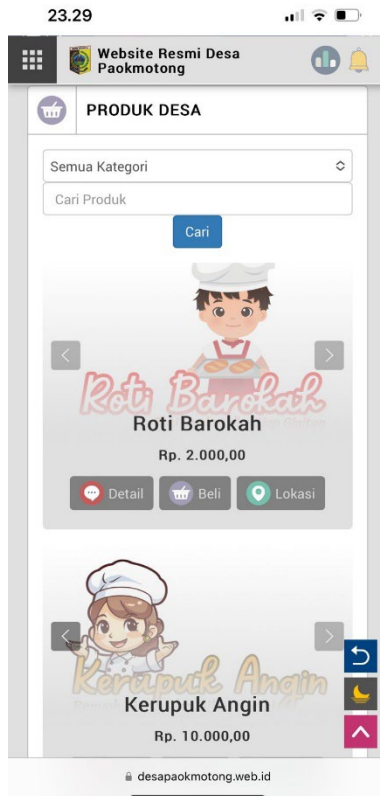 23.29
Website Resmi Desa
Paokmotong
PRODUK DESA
Semua Kategori
Cari Produk
Cari
Roti Barokah
Roti Barokah
Rp. 2.000,00
Detail
Beli
Lokasi
Kerupuk Angin
Kerupuk Angin
Rp. 10.000,00
desapaokmotong.web.id